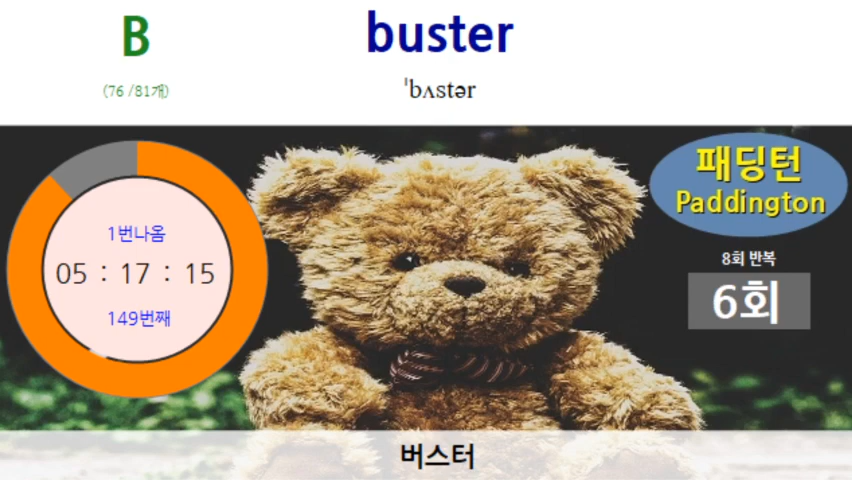 B
(76 /81개)
buster
ˈbʌstər
1번나옴
05 : 17 : 15
149번째
패딩턴
Paddington
8회 반복
6회
버스터